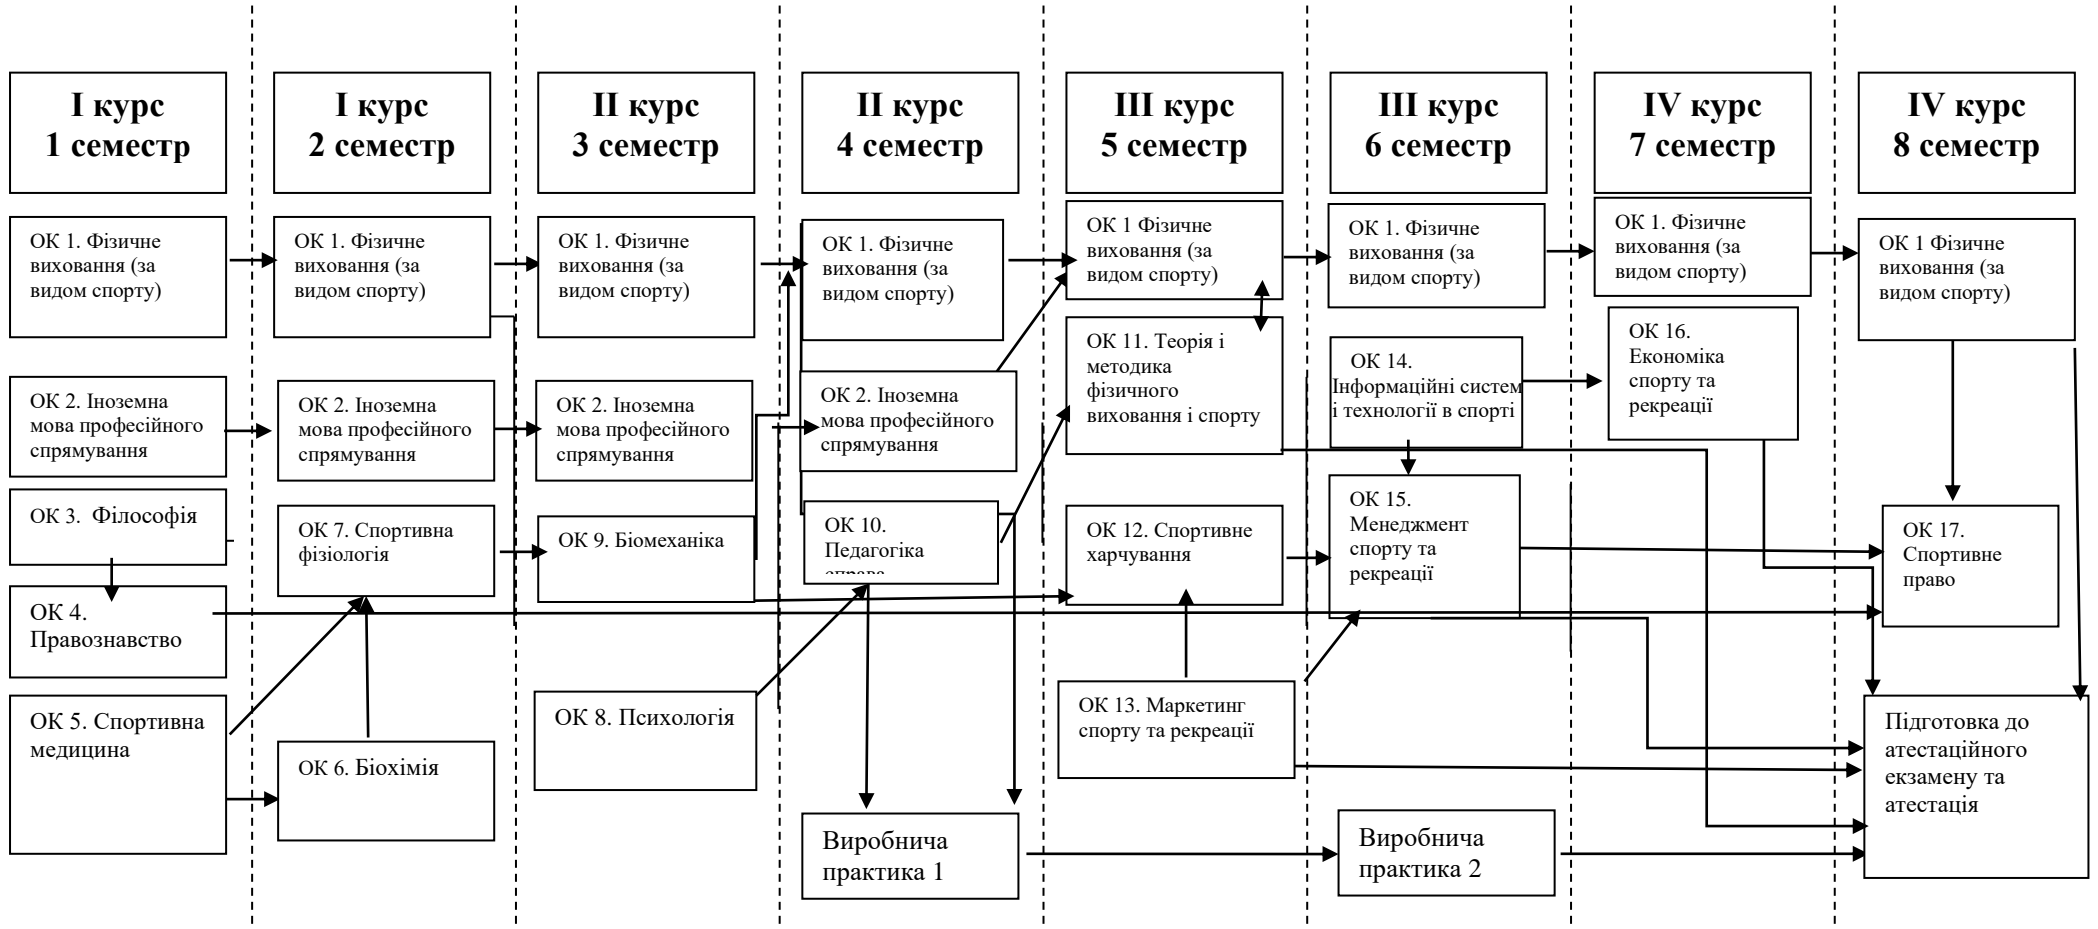 І курс
1 семестр
І курс
2 семестр
ІІ курс
3 семестр
ІІ курс
4 семестр
ІІІ курс
5 семестр
ІІІ курс
6 семестр
IV курс
7 семестр
IV курс
8 семестр
ОК 1. Фізичне
виховання (за
видом спорту)
ОК 2. Іноземна
мова професійного
спрямування
ОК 3. Філософія
ОК 4.
Правознавство
ОК 5. Спортивна
медицина
ОК 1. Фізичне
виховання (за
видом спорту)
ОК 2. Іноземна
мова професійного
спрямування
ОК 7. Спортивна
фізіологія
ОК 6. Біохімія
ОК 1. Фізичне
виховання (за
видом спорту)
ОК 2. Іноземна
мова професійного
спрямування
ОК 9. Біомеханіка
ОК 8. Психологія
ОК 1. Фізичне
виховання (за
видом спорту)
ОК 2. Іноземна
мова професійного
спрямування
ОК 10.
Педагогіка
Виробнича
практика 1
ОК 1 Фізичне
виховання (за
видом спорту)
ОК 11. Теорія і
методика
фізичного
виховання і спорту
ОК 12. Спортивне
харчування
ОК 13. Маркетинг
спорту та рекреації
ОК 1. Фізичне
виховання (за
видом спорту)
ОК 14.
Інформаційні систем
і технології в спорті
ОК 15.
Менеджмент
спорту та
рекреації
Виробнича
практика 2
ОК 1. Фізичне
виховання (за
видом спорту)
ОК 16.
Економіка
спорту та
рекреації
ОК 1 Фізичне
виховання (за
видом спорту)
ОК 17.
Спортивне
право
Підготовка до
атестаційного
екзамену та
атестація